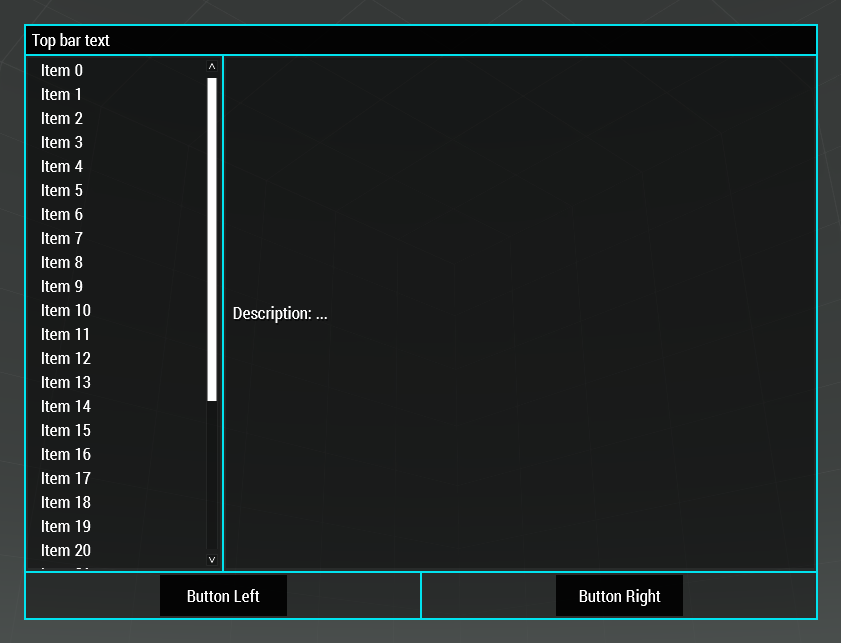 Top bar text
Item 0
Item 1
Item 2
Item 3
Item 4
Item 5
Item 6
Item 7
Item 8
Item 9
Item 10
Item 11
Item 12
Item 13
Item 14
Item 15
Item 16
Item 17
Item 18
Item 19
Item 20
Description: ...
Button Left
Button Right